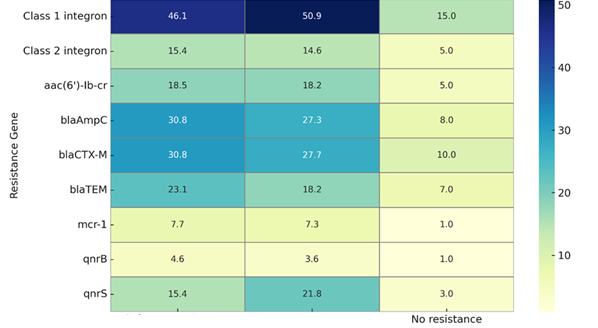 Resistance Gene
Class 1 integron 46.1 50.9 15.0
Class 2 integron 15.4 14.6 5.0
aac(6')-Ib-cr 18.5 18.2 5.0
blaAmpC 30.8 27.3 8.0
blaCTX-M 30.8 27.7 10.0
blaTEM 23.1 18.2 7.0
mcr-1 7.7 7.3 1.0
qnrB 4.6 3.6 1.0
qnrS 15.4 21.8 3.0
No resistance
50
40
30
20
10